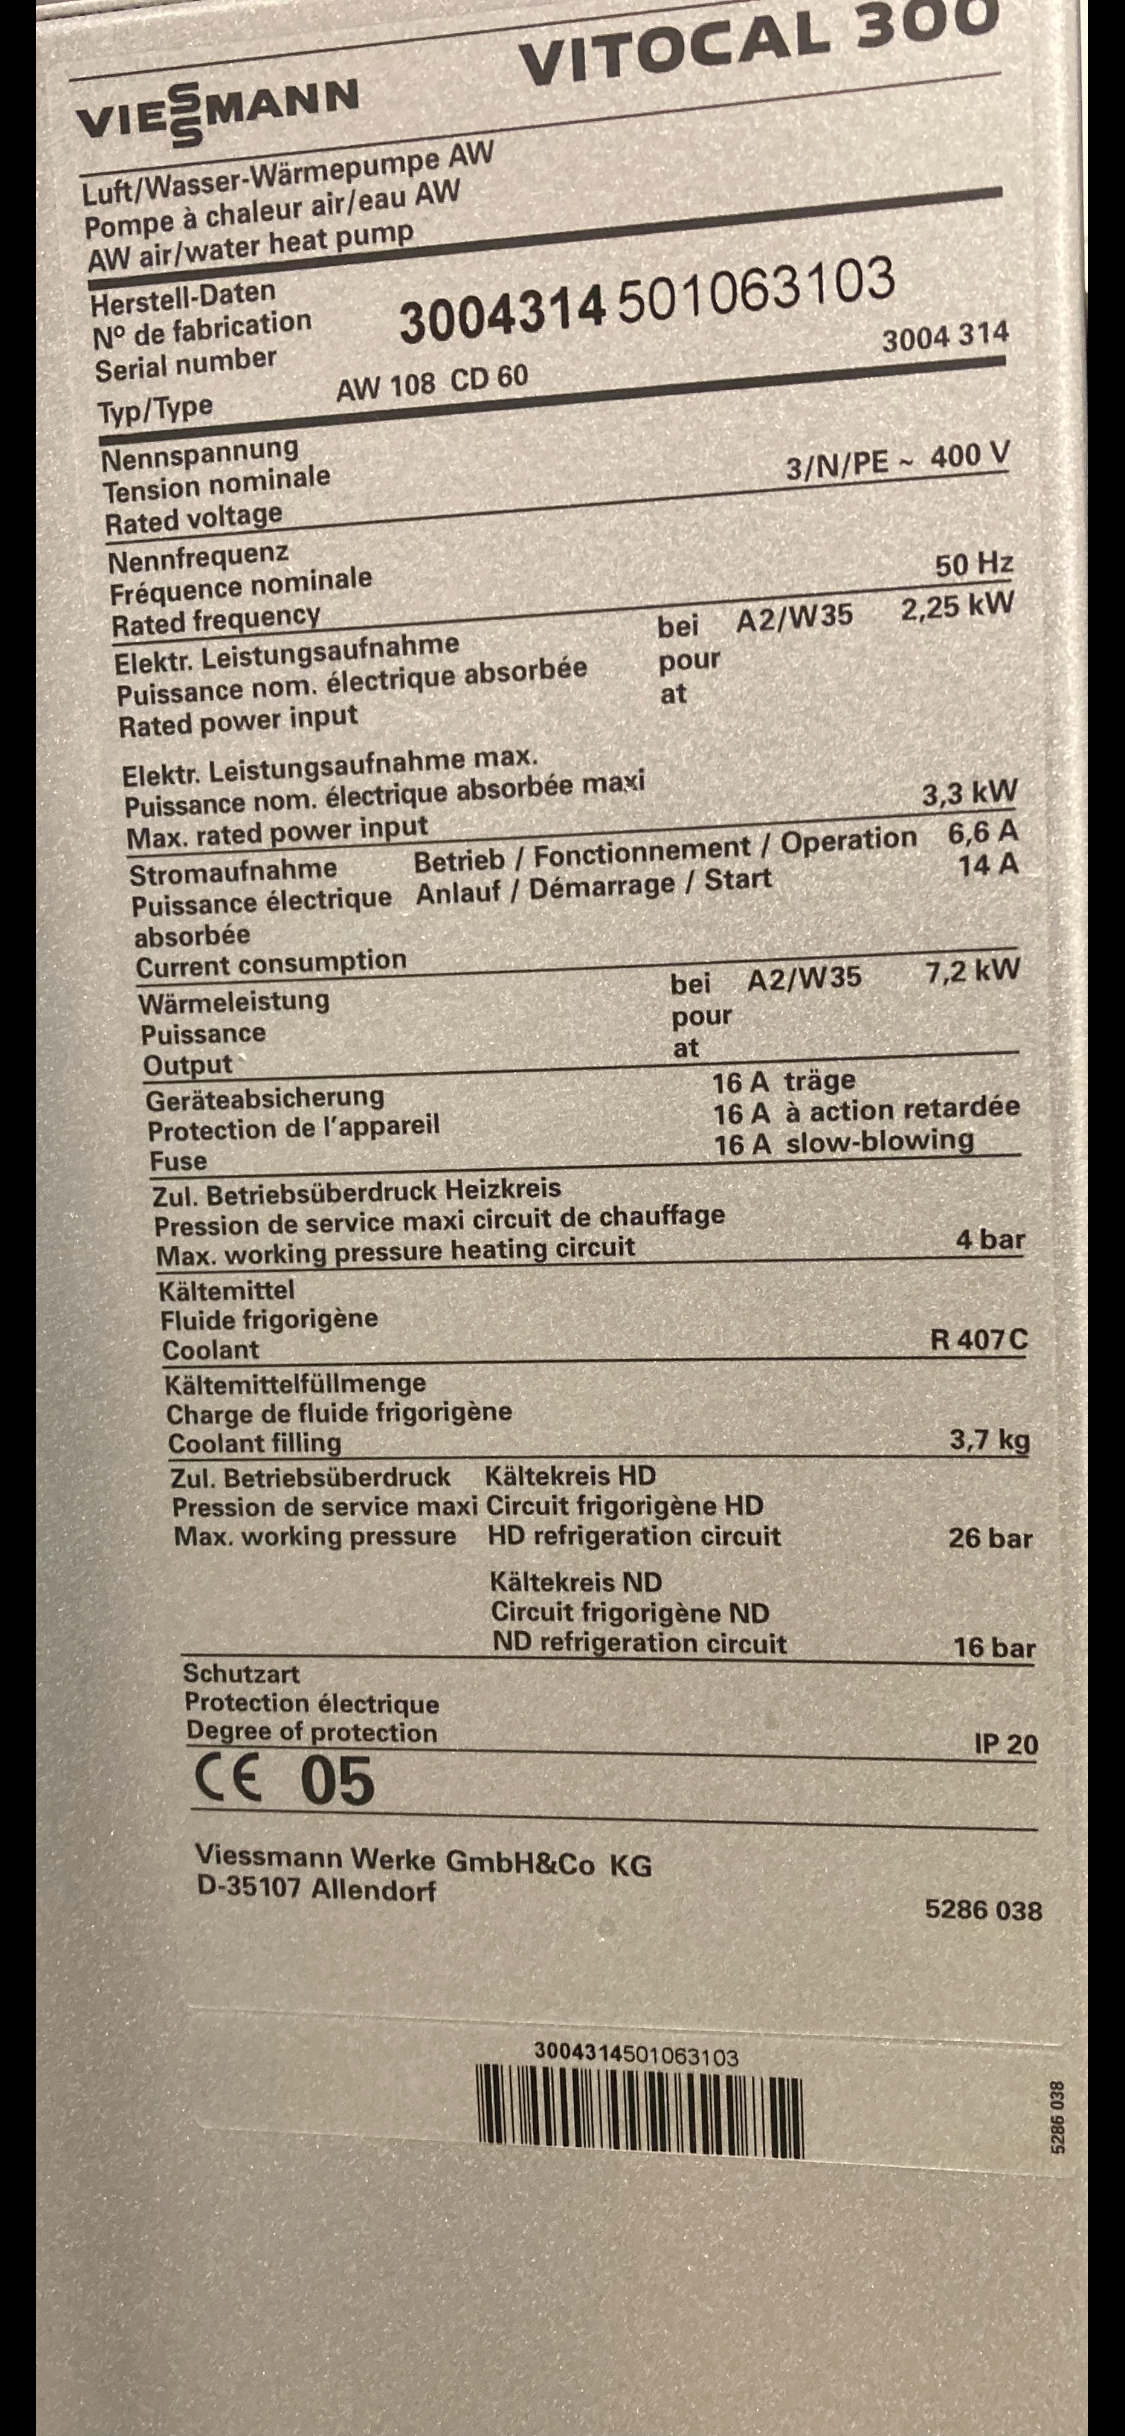 VIESSMANN VITOCAL 300
Luft/Wasser-Wärmepumpe AW
Pompe à chaleur air/eau AW
AW air/water heat pump
Herstell-Daten
Nº de fabrication 3004314501063103
Serial number
3004 314
Typ/Type AW 108 CD 60
Nennspannung
Tension nominale 3/N/PE ~ 400 V
Rated voltage
Nennfrequenz
Fréquence nominale 50 Hz
Rated frequency
Elektr. Leistungsaufnahme bei A2/W35 2,25 kW
Puissance nom. électrique absorbée pour
Rated power input at
Elektr. Leistungsaufnahme max.
Puissance nom. électrique absorbée maxi
Max. rated power input 3,3 kW
Stromaufnahme Betrieb / Fonctionnement / Operation 6,6 A
Puissance électrique Anlauf / Démarrage / Start 14 A
absorbée
Current consumption
Wärmeleistung bei A2/W35 7,2 kW
Puissance pour
Output at
Geräteabsicherung 16 A träge
Protection de l'appareil 16 A à action retardée
Fuse 16 A slow-blowing
Zul. Betriebsüberdruck Heizkreis
Pression de service maxi circuit de chauffage
Max. working pressure heating circuit 4 bar
Kältemittel
Fluide frigorigène
Coolant R 407C
Kältemittelfüllmenge
Charge de fluide frigorigène
Coolant filling 3,7 kg
Zul. Betriebsüberdruck Kältekreis HD
Pression de service maxi Circuit frigorigène HD
Max. working pressure HD refrigeration circuit 26 bar
Kältekreis ND
Circuit frigorigène ND
ND refrigeration circuit 16 bar
Schutzart
Protection électrique
Degree of protection IP 20
CE 05
Viessmann Werke GmbH&Co KG
D-35107 Allendorf
5286 038
3004314501063103
5286 038